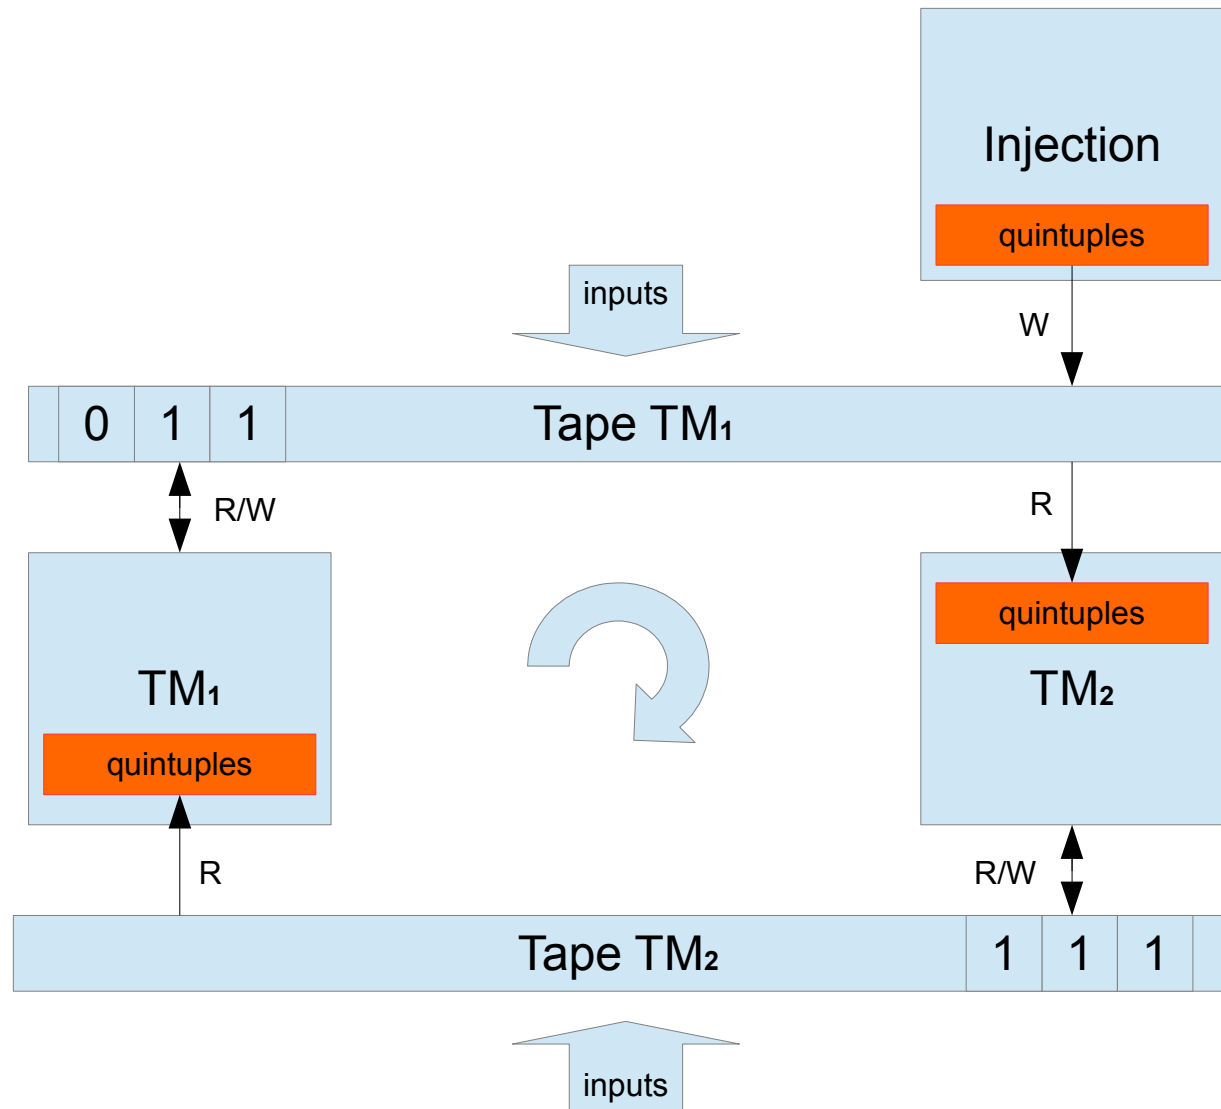 Injection
quintuples
inputs
W
0 1 1 Tape TM₁
R/W
R
quintuples
TM₁
TM₂
quintuples
R
R/W
Tape TM₂ 1 1 1
inputs